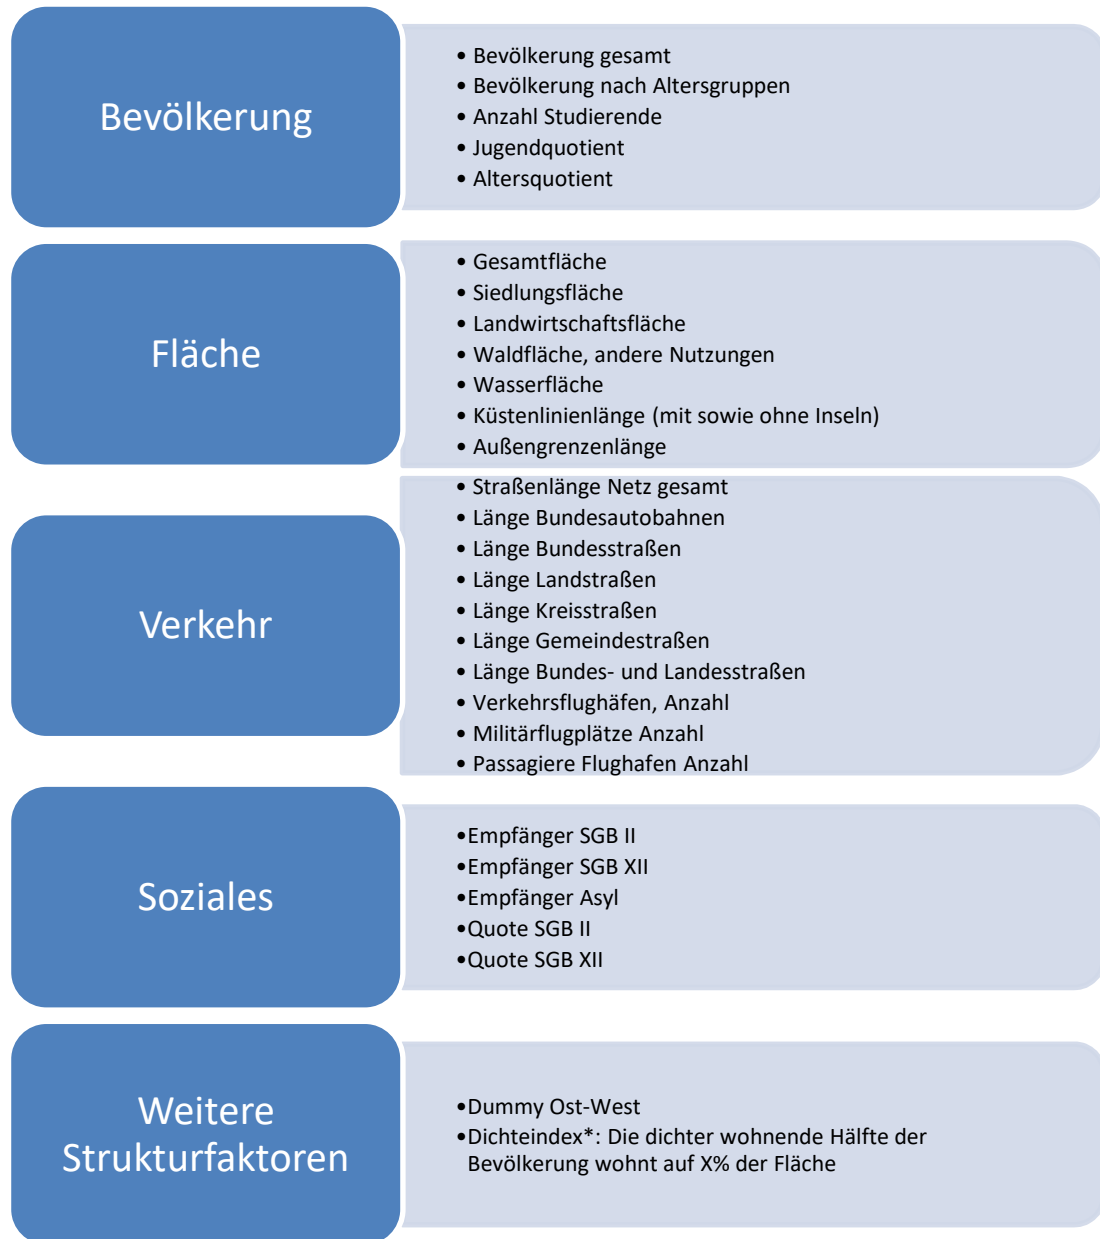 Bevölkerung
• Bevölkerung gesamt
• Bevölkerung nach Altersgruppen
• Anzahl Studierende
• Jugendquotient
• Altersquotient
Fläche
• Gesamtfläche
• Siedlungsfläche
• Landwirtschaftsfläche
• Waldfläche, andere Nutzungen
• Wasserfläche
• Küstenlinienlänge (mit sowie ohne Inseln)
• Außengrenzenlänge
Verkehr
• Straßenlänge Netz gesamt
• Länge Bundesautobahnen
• Länge Bundesstraßen
• Länge Landstraßen
• Länge Kreisstraßen
• Länge Gemeindestraßen
• Länge Bundes- und Landesstraßen
• Verkehrsflughäfen, Anzahl
• Militärflugplätze Anzahl
• Passagiere Flughafen Anzahl
Soziales
•Empfänger SGB II
•Empfänger SGB XII
•Empfänger Asyl
•Quote SGB II
•Quote SGB XII
Weitere
Strukturfaktoren
•Dummy Ost-West
•Dichteindex*: Die dichter wohnende Hälfte der
Bevölkerung wohnt auf X% der Fläche